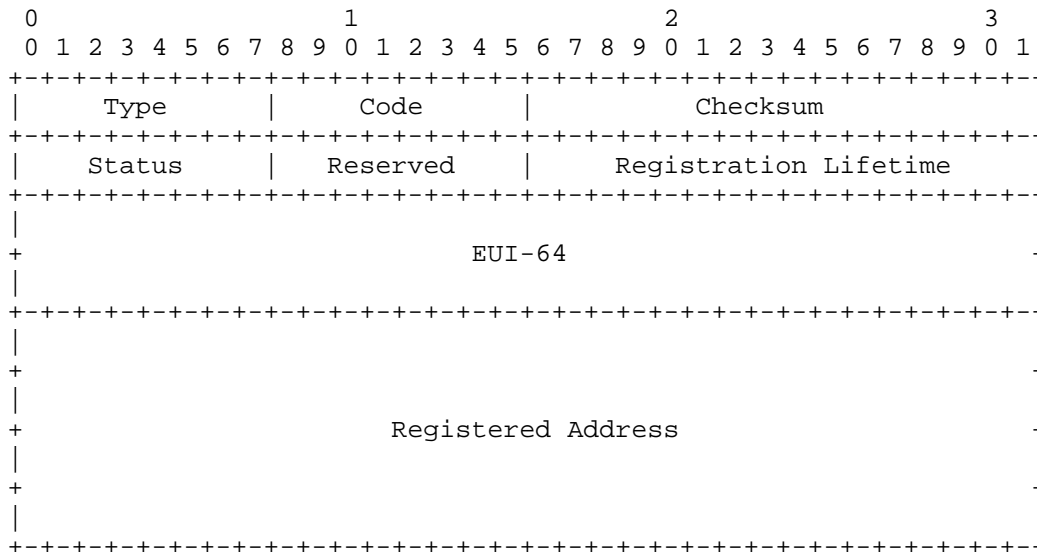 0                   1                   2                   3
0 1 2 3 4 5 6 7 8 9 0 1 2 3 4 5 6 7 8 9 0 1 2 3 4 5 6 7 8 9 0 1
Type | Code | Checksum
Status | Reserved | Registration Lifetime
EUI-64
Registered Address